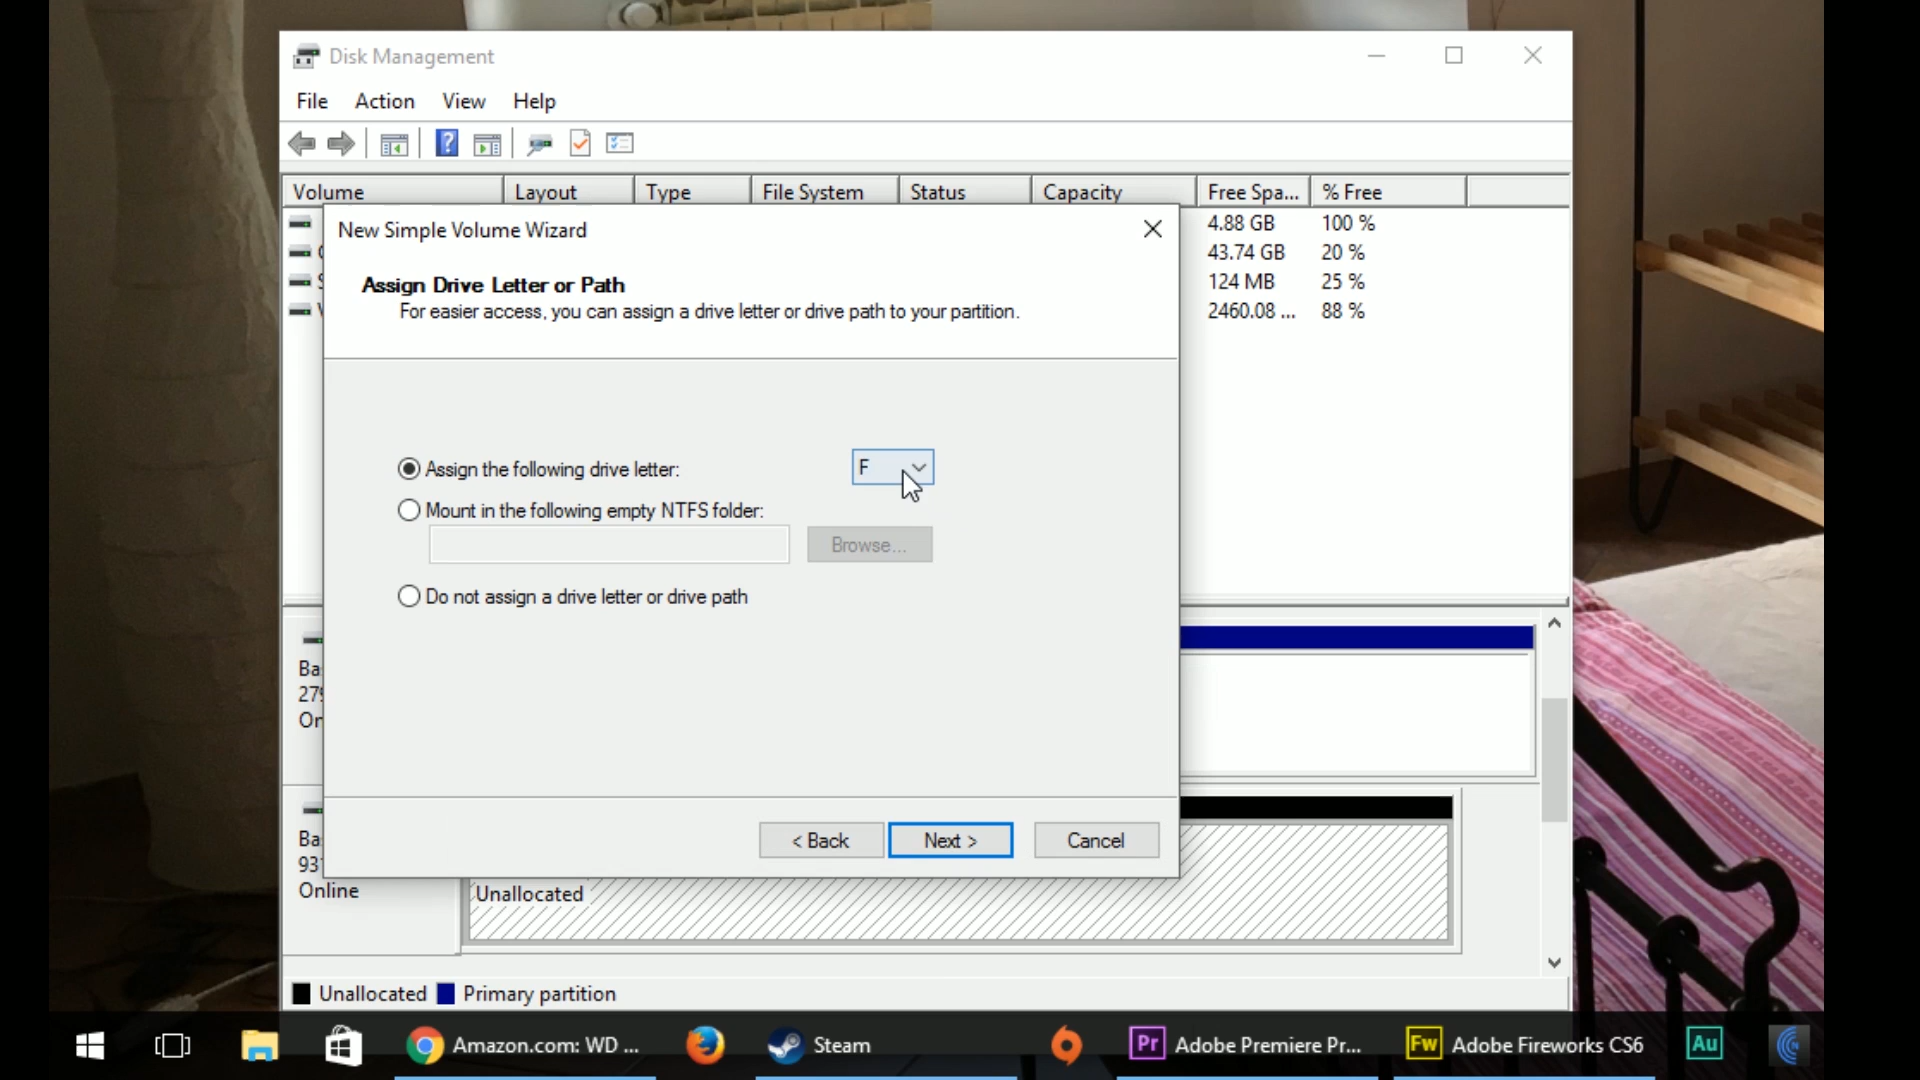 Disk Management
File Action View Help
Volume Layout Type File System Status Capacity Free Spa... % Free
4.88 GB 100 %
43.74 GB 20 %
124 MB 25 %
2460.08 ... 88 %
New Simple Volume Wizard
Assign Drive Letter or Path
For easier access, you can assign a drive letter or drive path to your partition.
Assign the following drive letter: F
Mount in the following empty NTFS folder:
Browse...
Do not assign a drive letter or drive path
< Back Next > Cancel
Online
Unallocated
Unallocated Primary partition
Amazon.com: WD ... Steam Pr Adobe Premiere Pr... Fw Adobe Fireworks CS6 Au